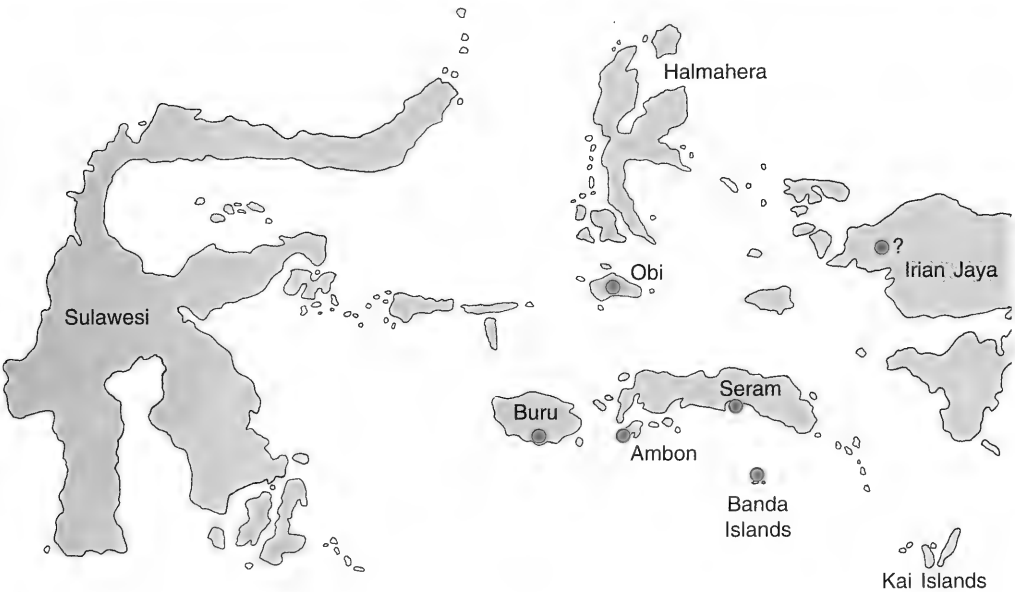 Halmahera
?
Irian Jaya
Obi
Sulawesi
Seram
Buru
Ambon
Banda
Islands
Kai Islands